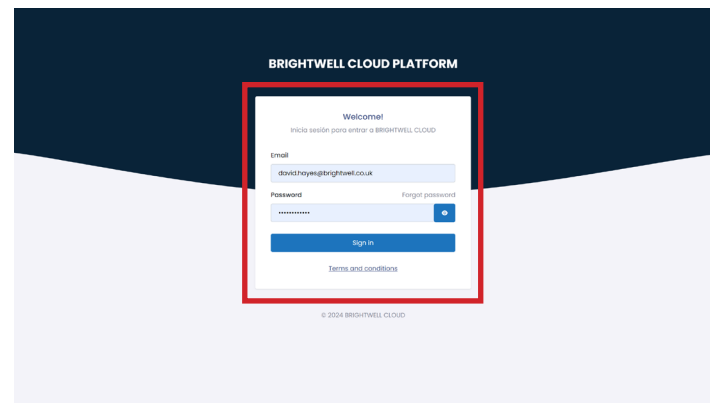 BRIGHTWELL CLOUD PLATFORM
Welcome!
Inicia sesión para entrar a BRIGHTWELL CLOUD
Email
david.hayes@brightwell.co.uk
Password Forgot password
••••••••••••
Sign In
Terms and conditions
© 2024 BRIGHTWELL CLOUD